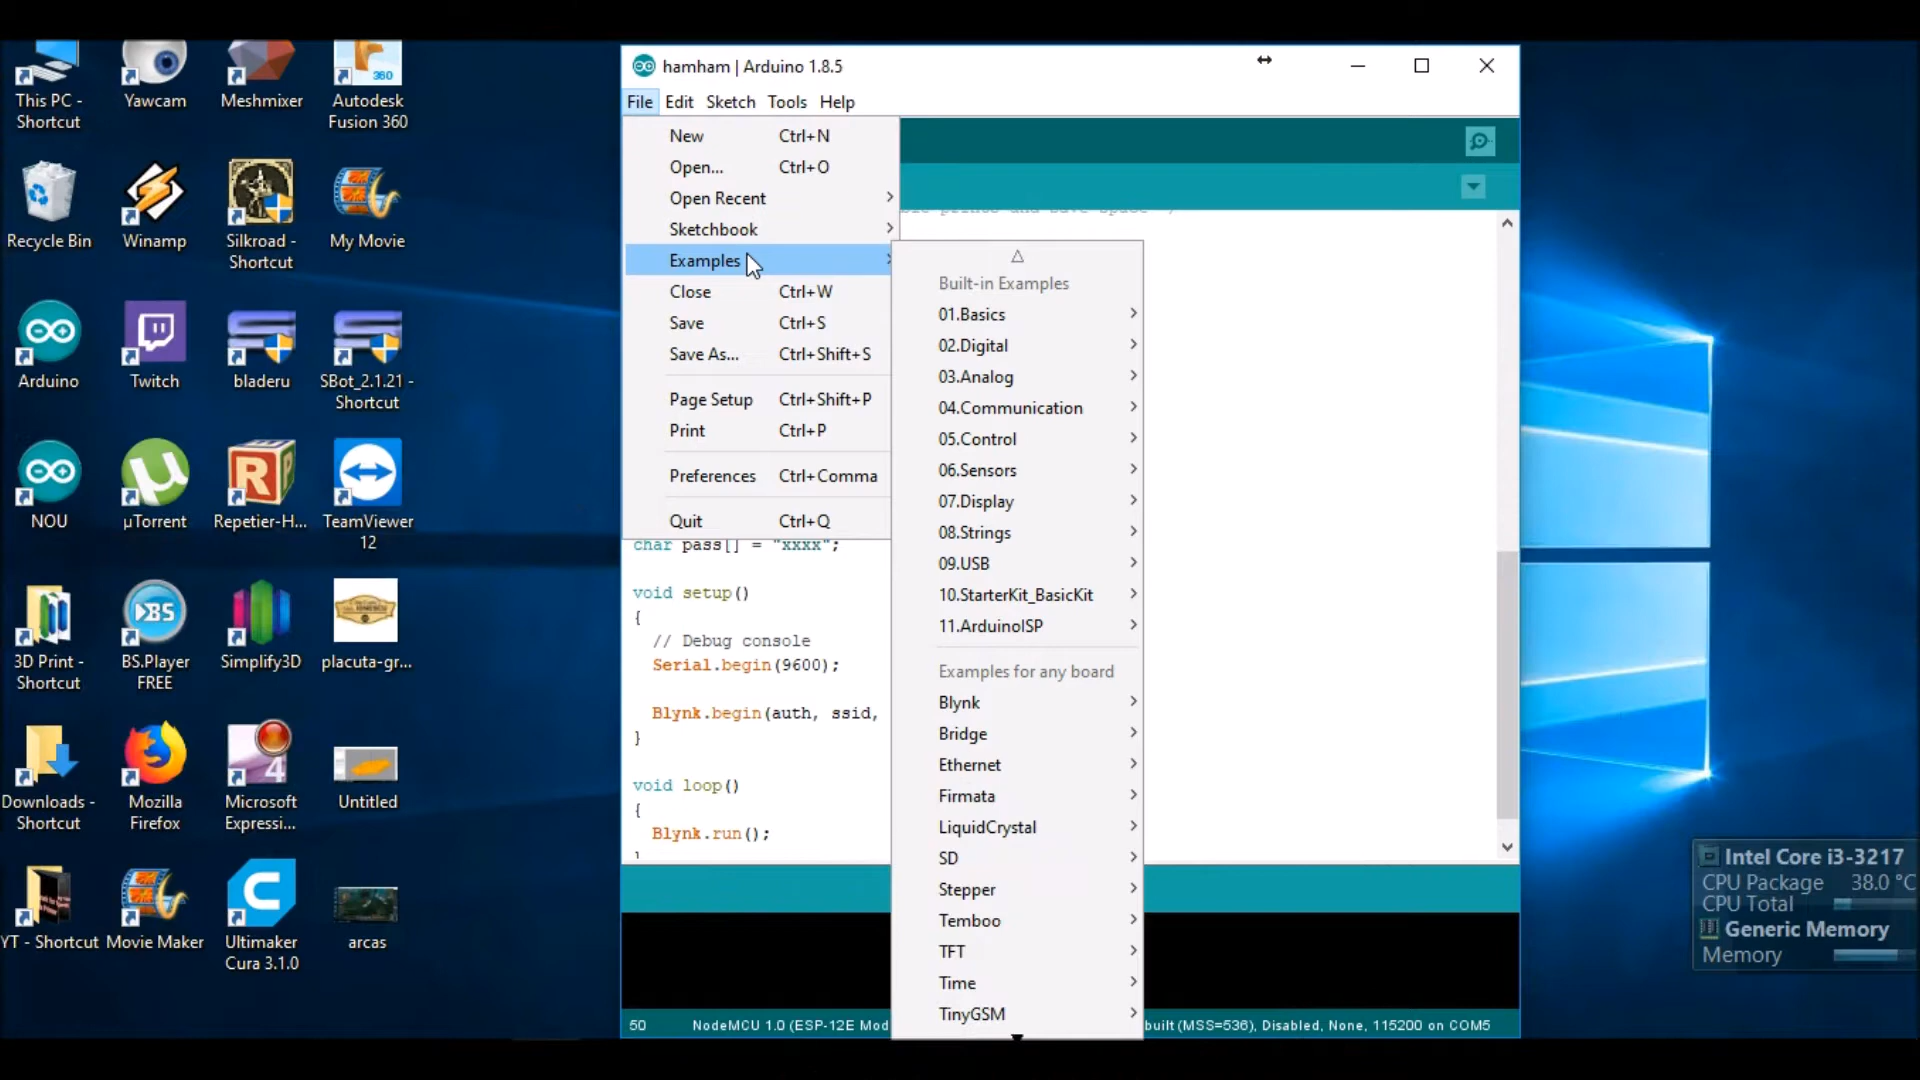 This PC -
Shortcut
Yawcam
Meshmixer
360
Autodesk
Fusion 360
Recycle Bin
Winamp
Silkroad -
Shortcut
My Movie
Arduino
Twitch
bladeru
SBot_2.1.21 -
Shortcut
NOU
µTorrent
Repetier-H...
TeamViewer
12
3D Print -
Shortcut
BS.Player
FREE
Simplify3D
placuta-gr...
Downloads -
Shortcut
Mozilla
Firefox
4
Microsoft
Expressi...
Untitled
YT - Shortcut
Movie Maker
Ultimaker
Cura 3.1.0
arcas
hamham | Arduino 1.8.5
File Edit Sketch Tools Help
New Ctrl+N
Open... Ctrl+O
Open Recent
Sketchbook
Examples
Close Ctrl+W
Save Ctrl+S
Save As... Ctrl+Shift+S
Page Setup Ctrl+Shift+P
Print Ctrl+P
Preferences Ctrl+Comma
Quit Ctrl+Q
Built-in Examples
01.Basics
02.Digital
03.Analog
04.Communication
05.Control
06.Sensors
07.Display
08.Strings
09.USB
10.StarterKit_BasicKit
11.ArduinoISP
Examples for any board
Blynk
Bridge
Ethernet
Firmata
LiquidCrystal
SD
Stepper
Temboo
TFT
Time
TinyGSM
char pass[] = "xxxx";
void setup()
{
// Debug console
Serial.begin(9600);
Blynk.begin(auth, ssid,
}
void loop()
{
Blynk.run();
50 NodeMCU 1.0 (ESP-12E Mod
built (MSS=536), Disabled, None, 115200 on COM5
Intel Core i3-3217
CPU Package 38.0 °C
CPU Total
Generic Memory
Memory